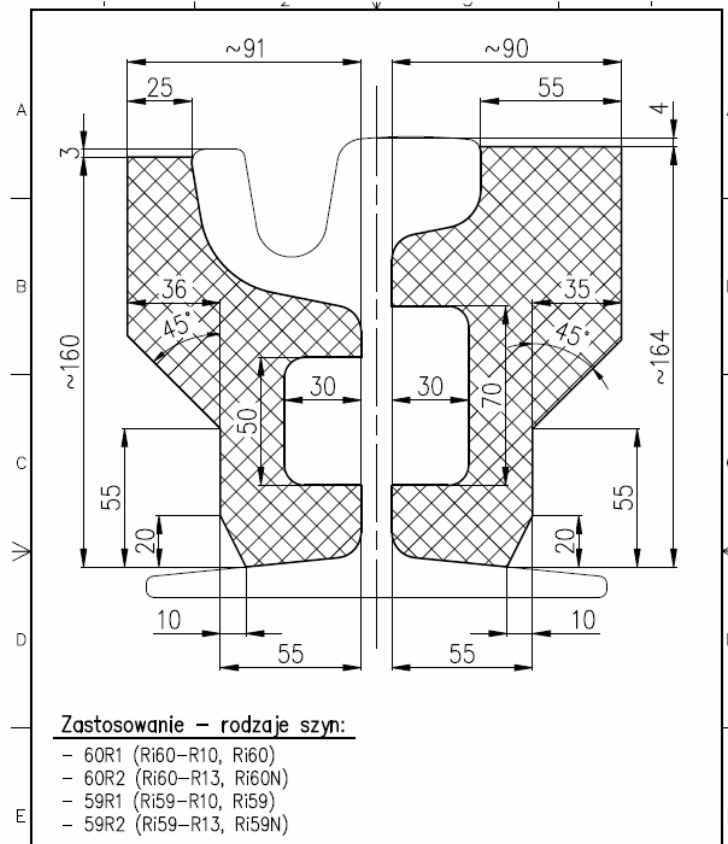 ~91
~90
25
55
4
3
A
36
35
B
45°
45°
~160
~164
30
30
50
70
C
55
55
20
20
D
10
10
55
55
Zastosowanie – rodzaje szyn:
– 60R1 (Ri60–R10, Ri60)
– 60R2 (Ri60–R13, Ri60N)
– 59R1 (Ri59–R10, Ri59)
– 59R2 (Ri59–R13, Ri59N)
E